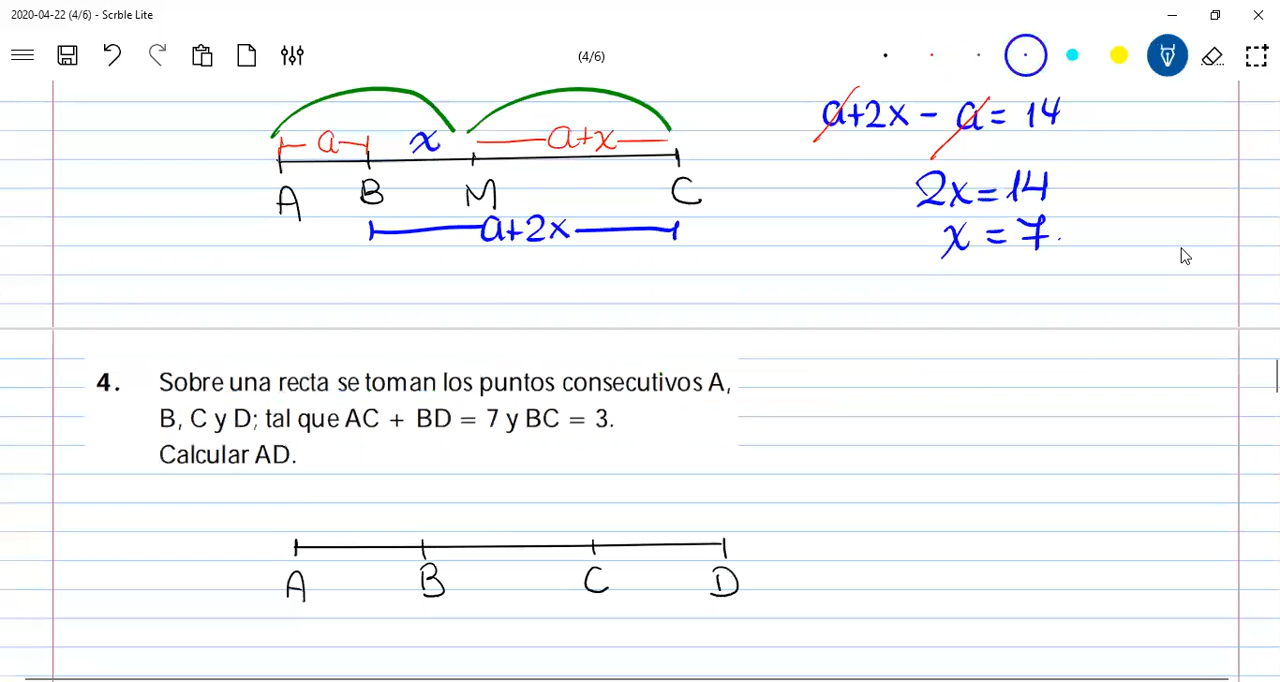 2020-04-22 (4/6) - Scrble Lite
(4/6)
a x a+x
A B M C
a+2x
a+2x - a = 14
2x = 14
x = 7.
4. Sobre una recta se toman los puntos consecutivos A,
B, C y D; tal que AC + BD = 7 y BC = 3.
Calcular AD.
A B C D